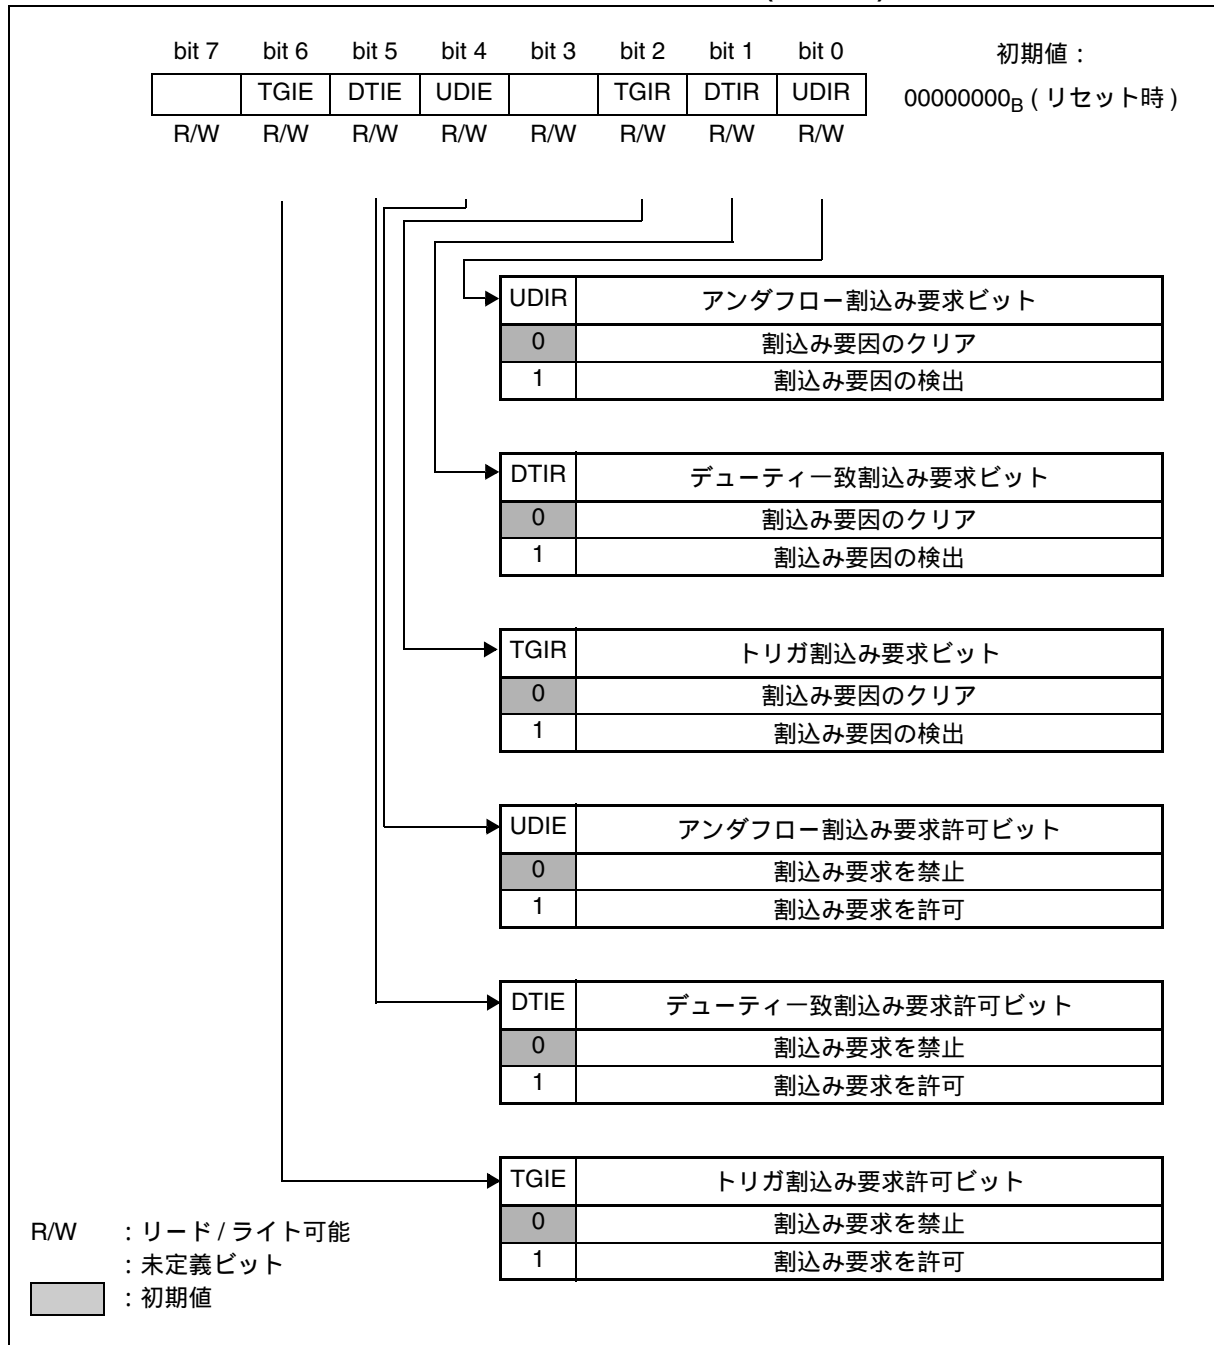 bit 7 bit 6 bit 5 bit 4 bit 3 bit 2 bit 1 bit 0 初期値：
TGIE DTIE UDIE TGIR DTIR UDIR 00000000B ( リセット時 )
R/W R/W R/W R/W R/W R/W R/W R/W
UDIR アンダフロー割込み要求ビット
0 割込み要因のクリア
1 割込み要因の検出
DTIR デューティ一致割込み要求ビット
0 割込み要因のクリア
1 割込み要因の検出
TGIR トリガ割込み要求ビット
0 割込み要因のクリア
1 割込み要因の検出
UDIE アンダフロー割込み要求許可ビット
0 割込み要求を禁止
1 割込み要求を許可
DTIE デューティ一致割込み要求許可ビット
0 割込み要求を禁止
1 割込み要求を許可
TGIE トリガ割込み要求許可ビット
0 割込み要求を禁止
1 割込み要求を許可
R/W ：リード / ライト可能
：未定義ビット
：初期値